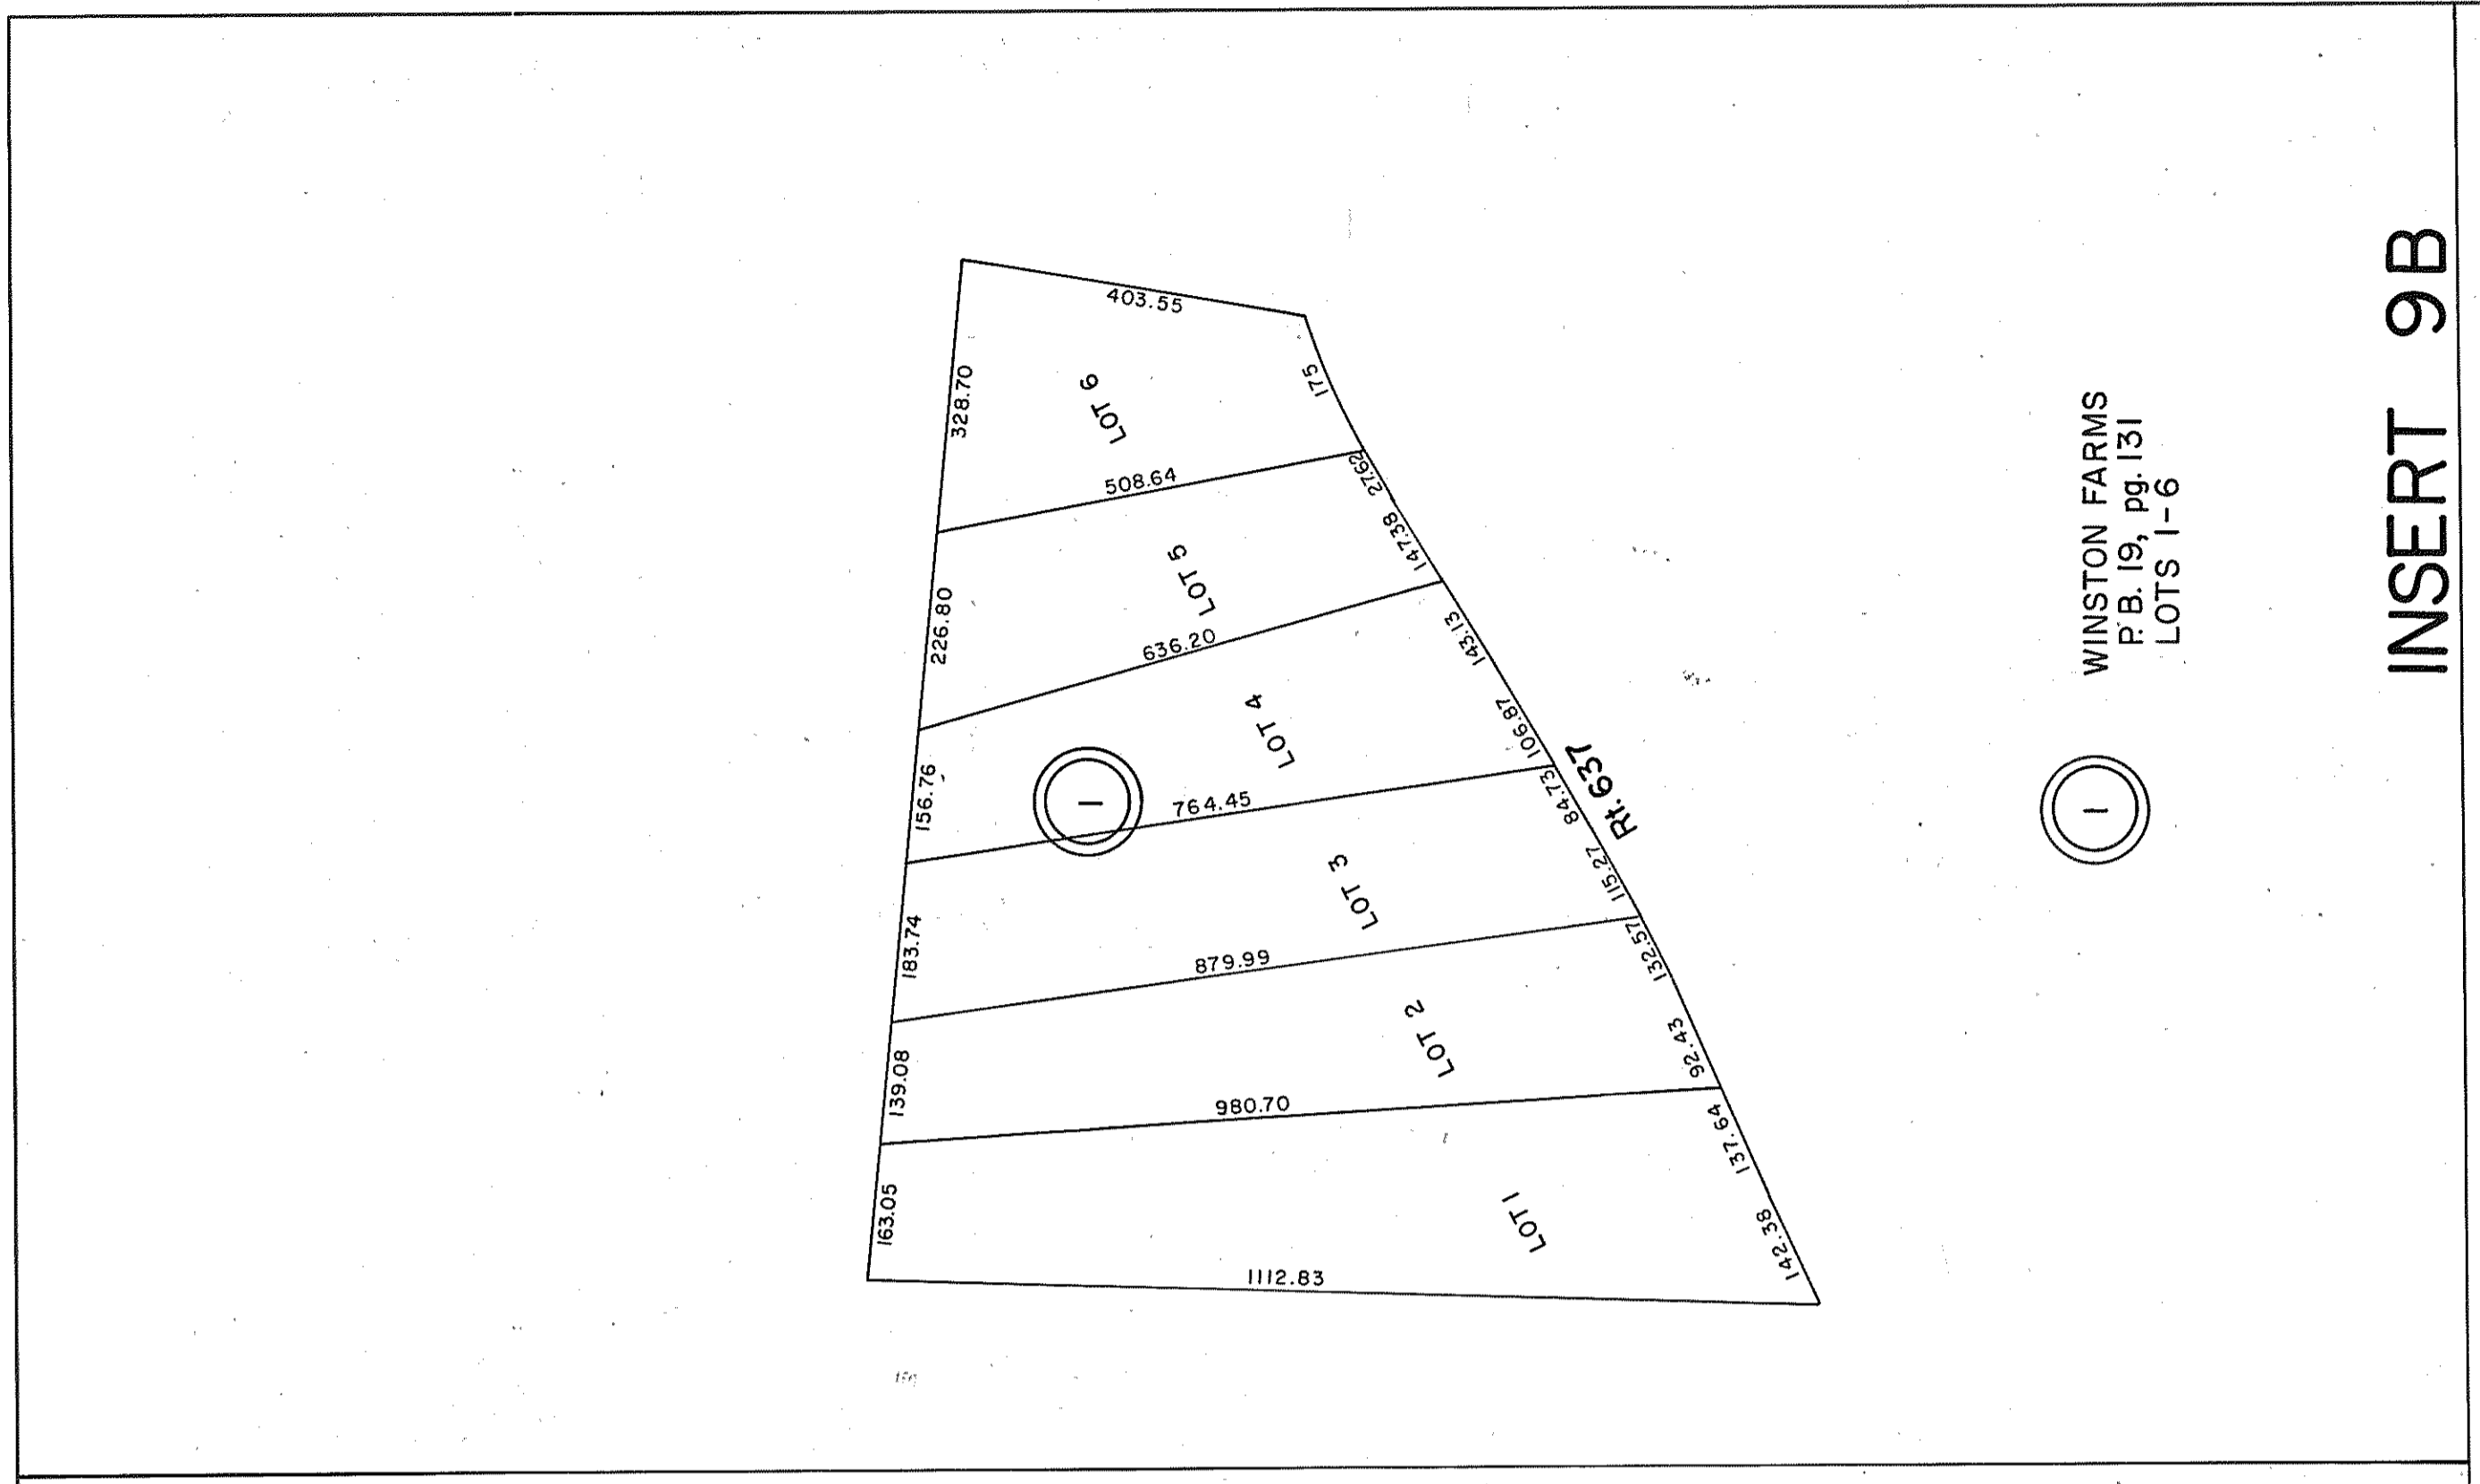 403.55
328.70
LOT 6
175
508.64
27.62
226.80
LOT 5
147.38
636.20
143.13
156.76
1
LOT 4
106.87
764.45
84.73
Rt. 637
183.74
LOT 3
115.27
879.99
132.57
139.08
LOT 2
92.43
980.70
137.64
163.05
LOT 1
142.38
1112.83
1
WINSTON FARMS
P. B. 19, pg. 131
LOTS 1-6
INSERT 9B